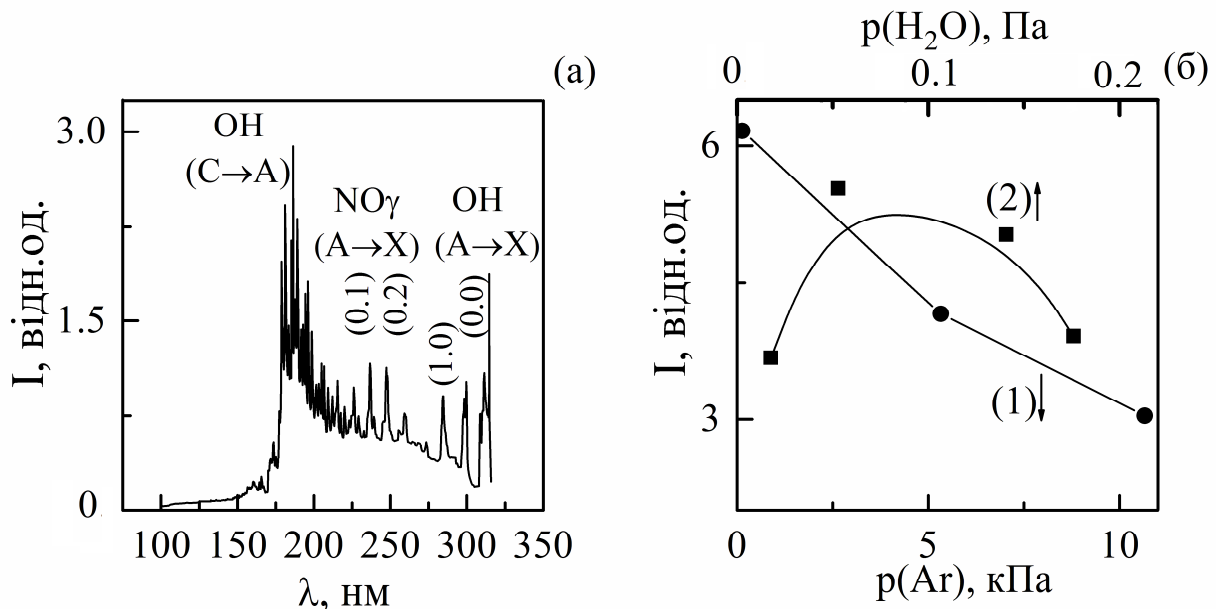 (а)
3.0
1.5
0.
I, відн.од.
OH
(C→A)
NOγ
(A→X)
(0.1)
(0.2)
OH
(A→X)
(1.0)
(0.0)
100 150 200 250 300 350
λ, нм
p(H₂O), Па
0. 0.1 0.2 (б)
6
3
I, відн.од.
(2)
(1)
0 5 10
p(Ar), кПа